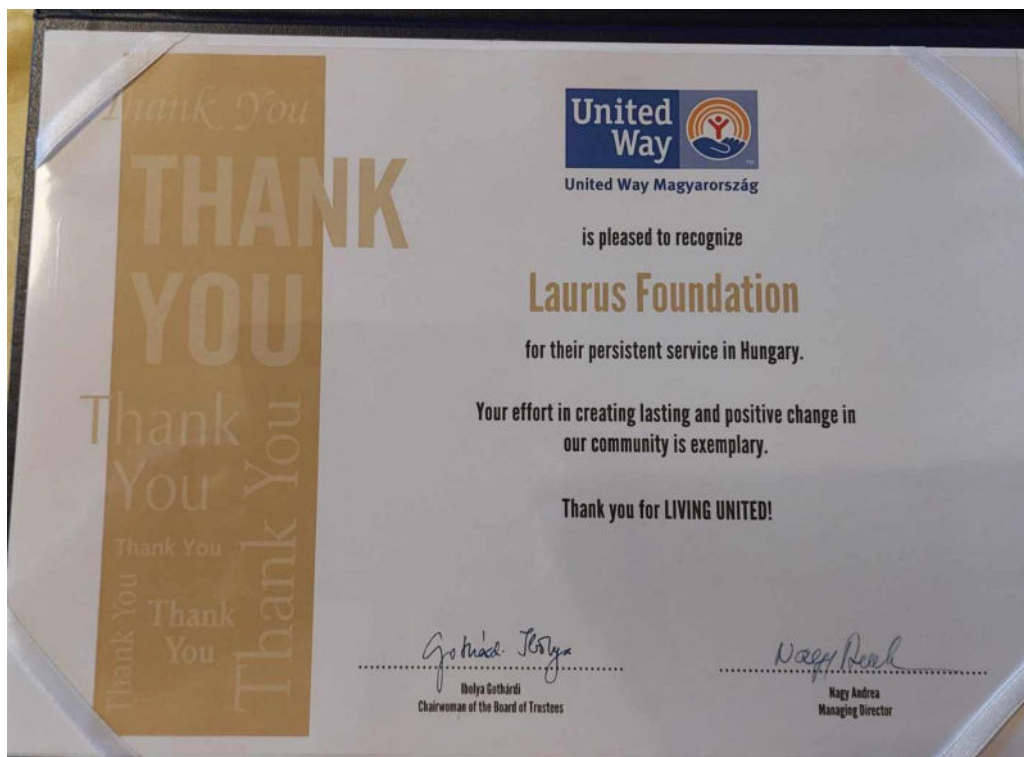 Thank You
THANK
YOU
Thank
You
Thank You
Thank You
Thank
You
Thank You
United
Way
United Way Magyarország
is pleased to recognize
Laurus Foundation
for their persistent service in Hungary.
Your effort in creating lasting and positive change in
our community is exemplary.
Thank you for LIVING UNITED!
Ibolya Gothárdi
Chairwoman of the Board of Trustees
Nagy Andrea
Managing Director